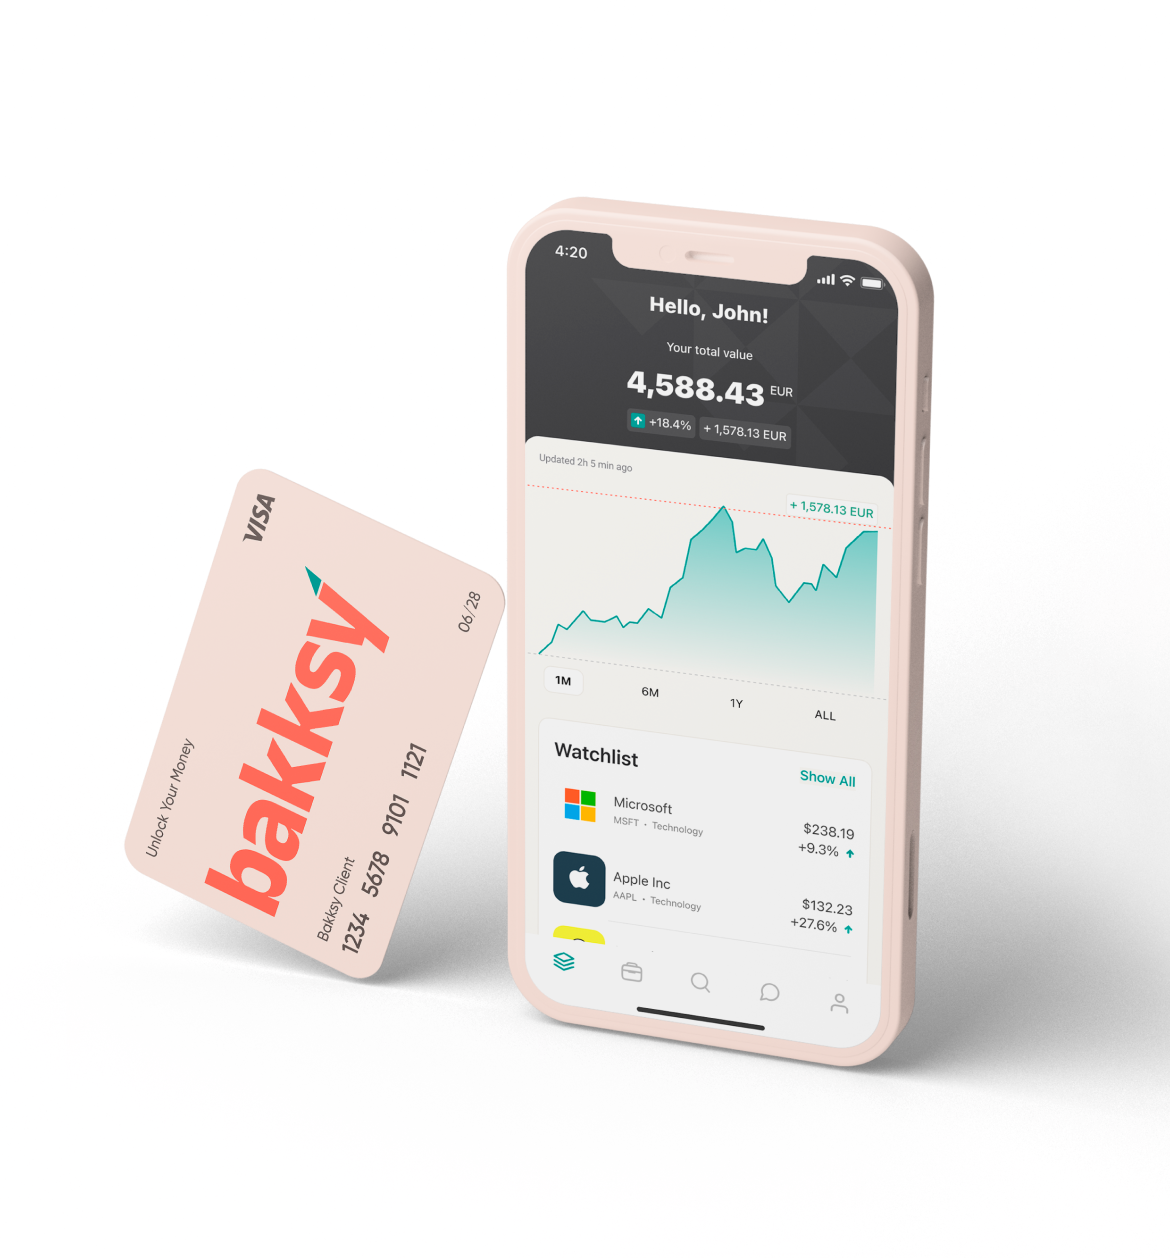 VISA
06/28
bakksy
Unlock Your Money
Bakksy Client
1234 5678 9101 1121
4:20
Hello, John!
Your total value
4,588.43 EUR
+18.4% + 1,578.13 EUR
Updated 2h 5 min ago
+ 1,578.13 EUR
1M 6M 1Y ALL
Watchlist Show All
Microsoft $238.19
MSFT • Technology +9.3%
Apple Inc $132.23
AAPL • Technology +27.6%